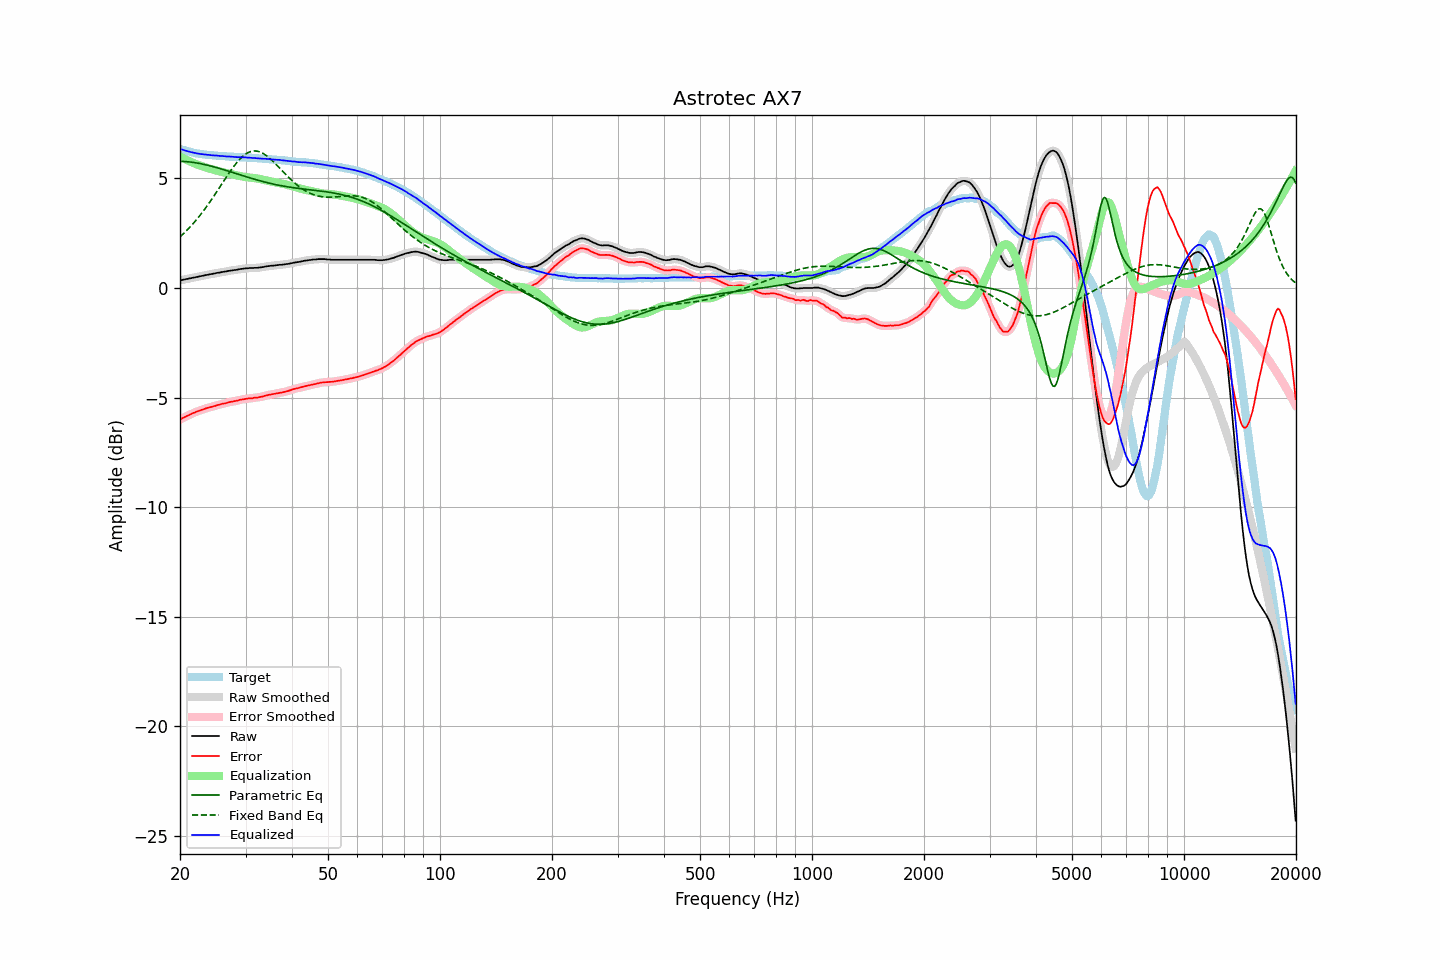 Astrotec AX7
Amplitude (dBr)
5
0
−5
−10
−15
−20
−25
Target
Raw Smoothed
Error Smoothed
Raw
Error
Equalization
Parametric Eq
Fixed Band Eq
Equalized
20
50
100
200
500
1000
2000
5000
10000
20000
Frequency (Hz)